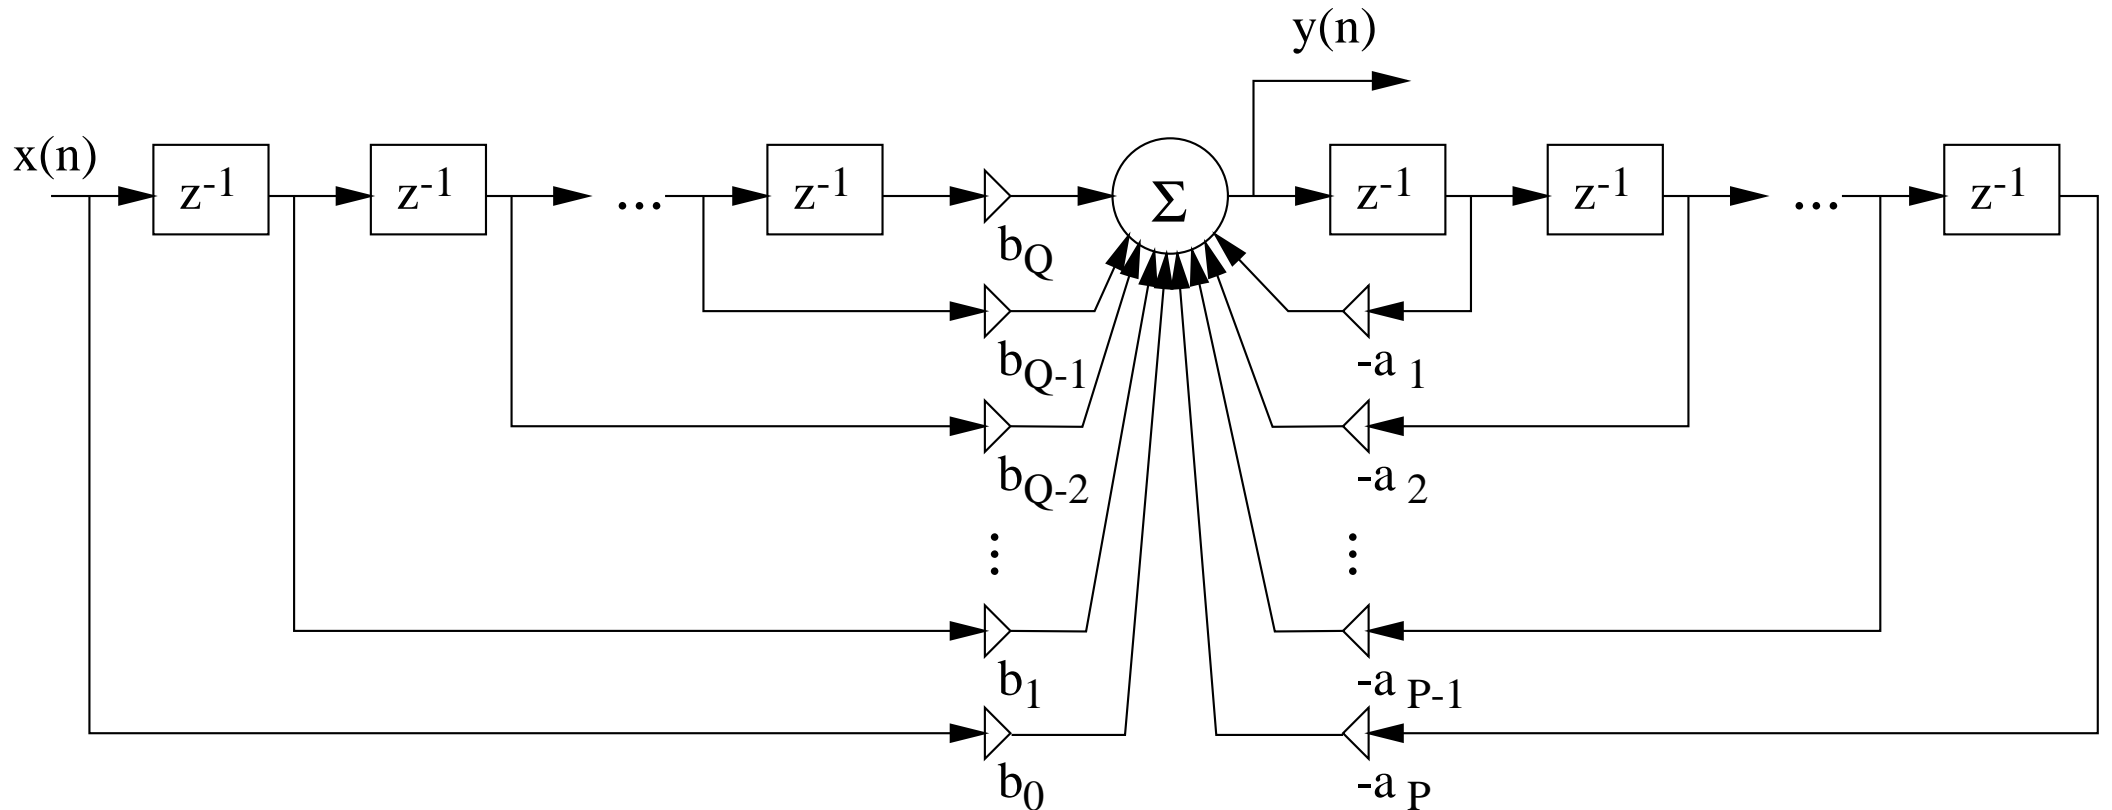 y(n)
x(n)
z-1 z-1 ... z-1 Σ z-1 z-1 ... z-1
bQ
bQ-1 -a 1
bQ-2 -a 2
b1 -a P-1
b0 -a P